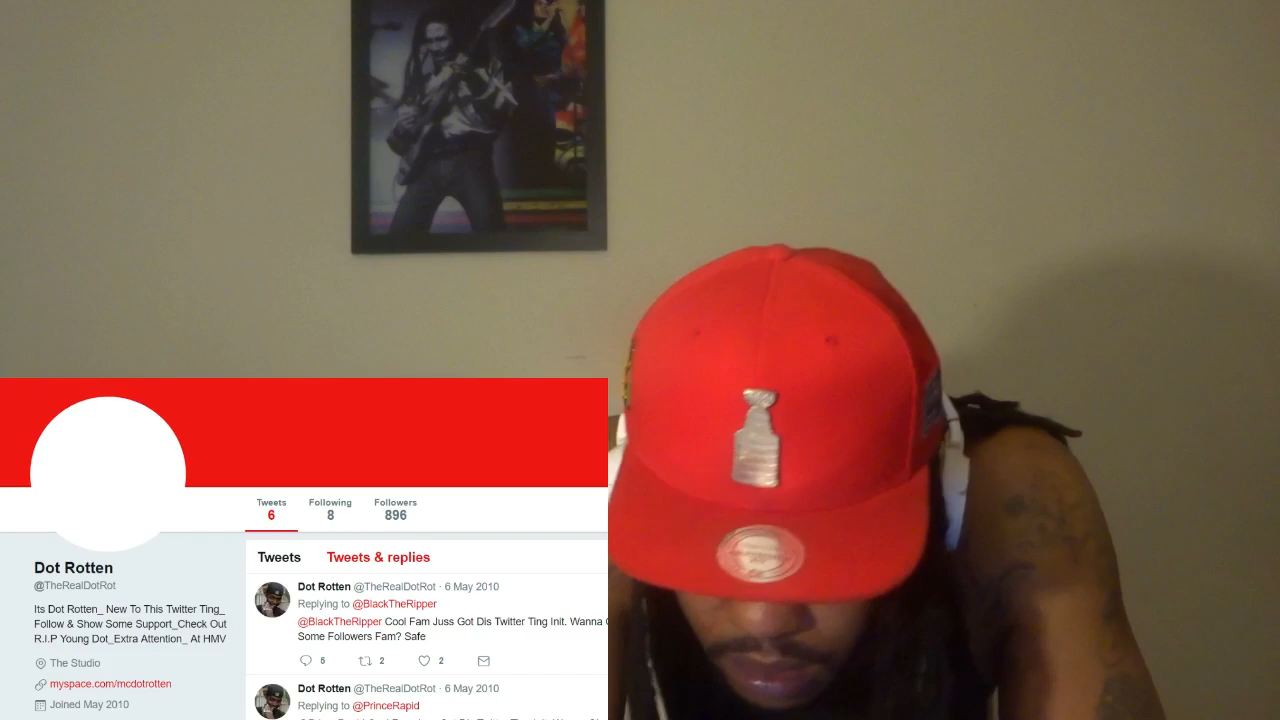 Tweets Following Followers
6 8 896
Dot Rotten
@TheRealDotRot
Its Dot Rotten_ New To This Twitter Ting_
Follow & Show Some Support_Check Out
R.I.P Young Dot_Extra Attention_ At HMV
The Studio
myspace.com/mcdotrotten
Joined May 2010
Tweets Tweets & replies
Dot Rotten @TheRealDotRot · 6 May 2010
Replying to @BlackTheRipper
@BlackTheRipper Cool Fam Juss Got Dis Twitter Ting Init. Wanna
Some Followers Fam? Safe
2 2
Dot Rotten @TheRealDotRot · 6 May 2010
Replying to @PrinceRapid